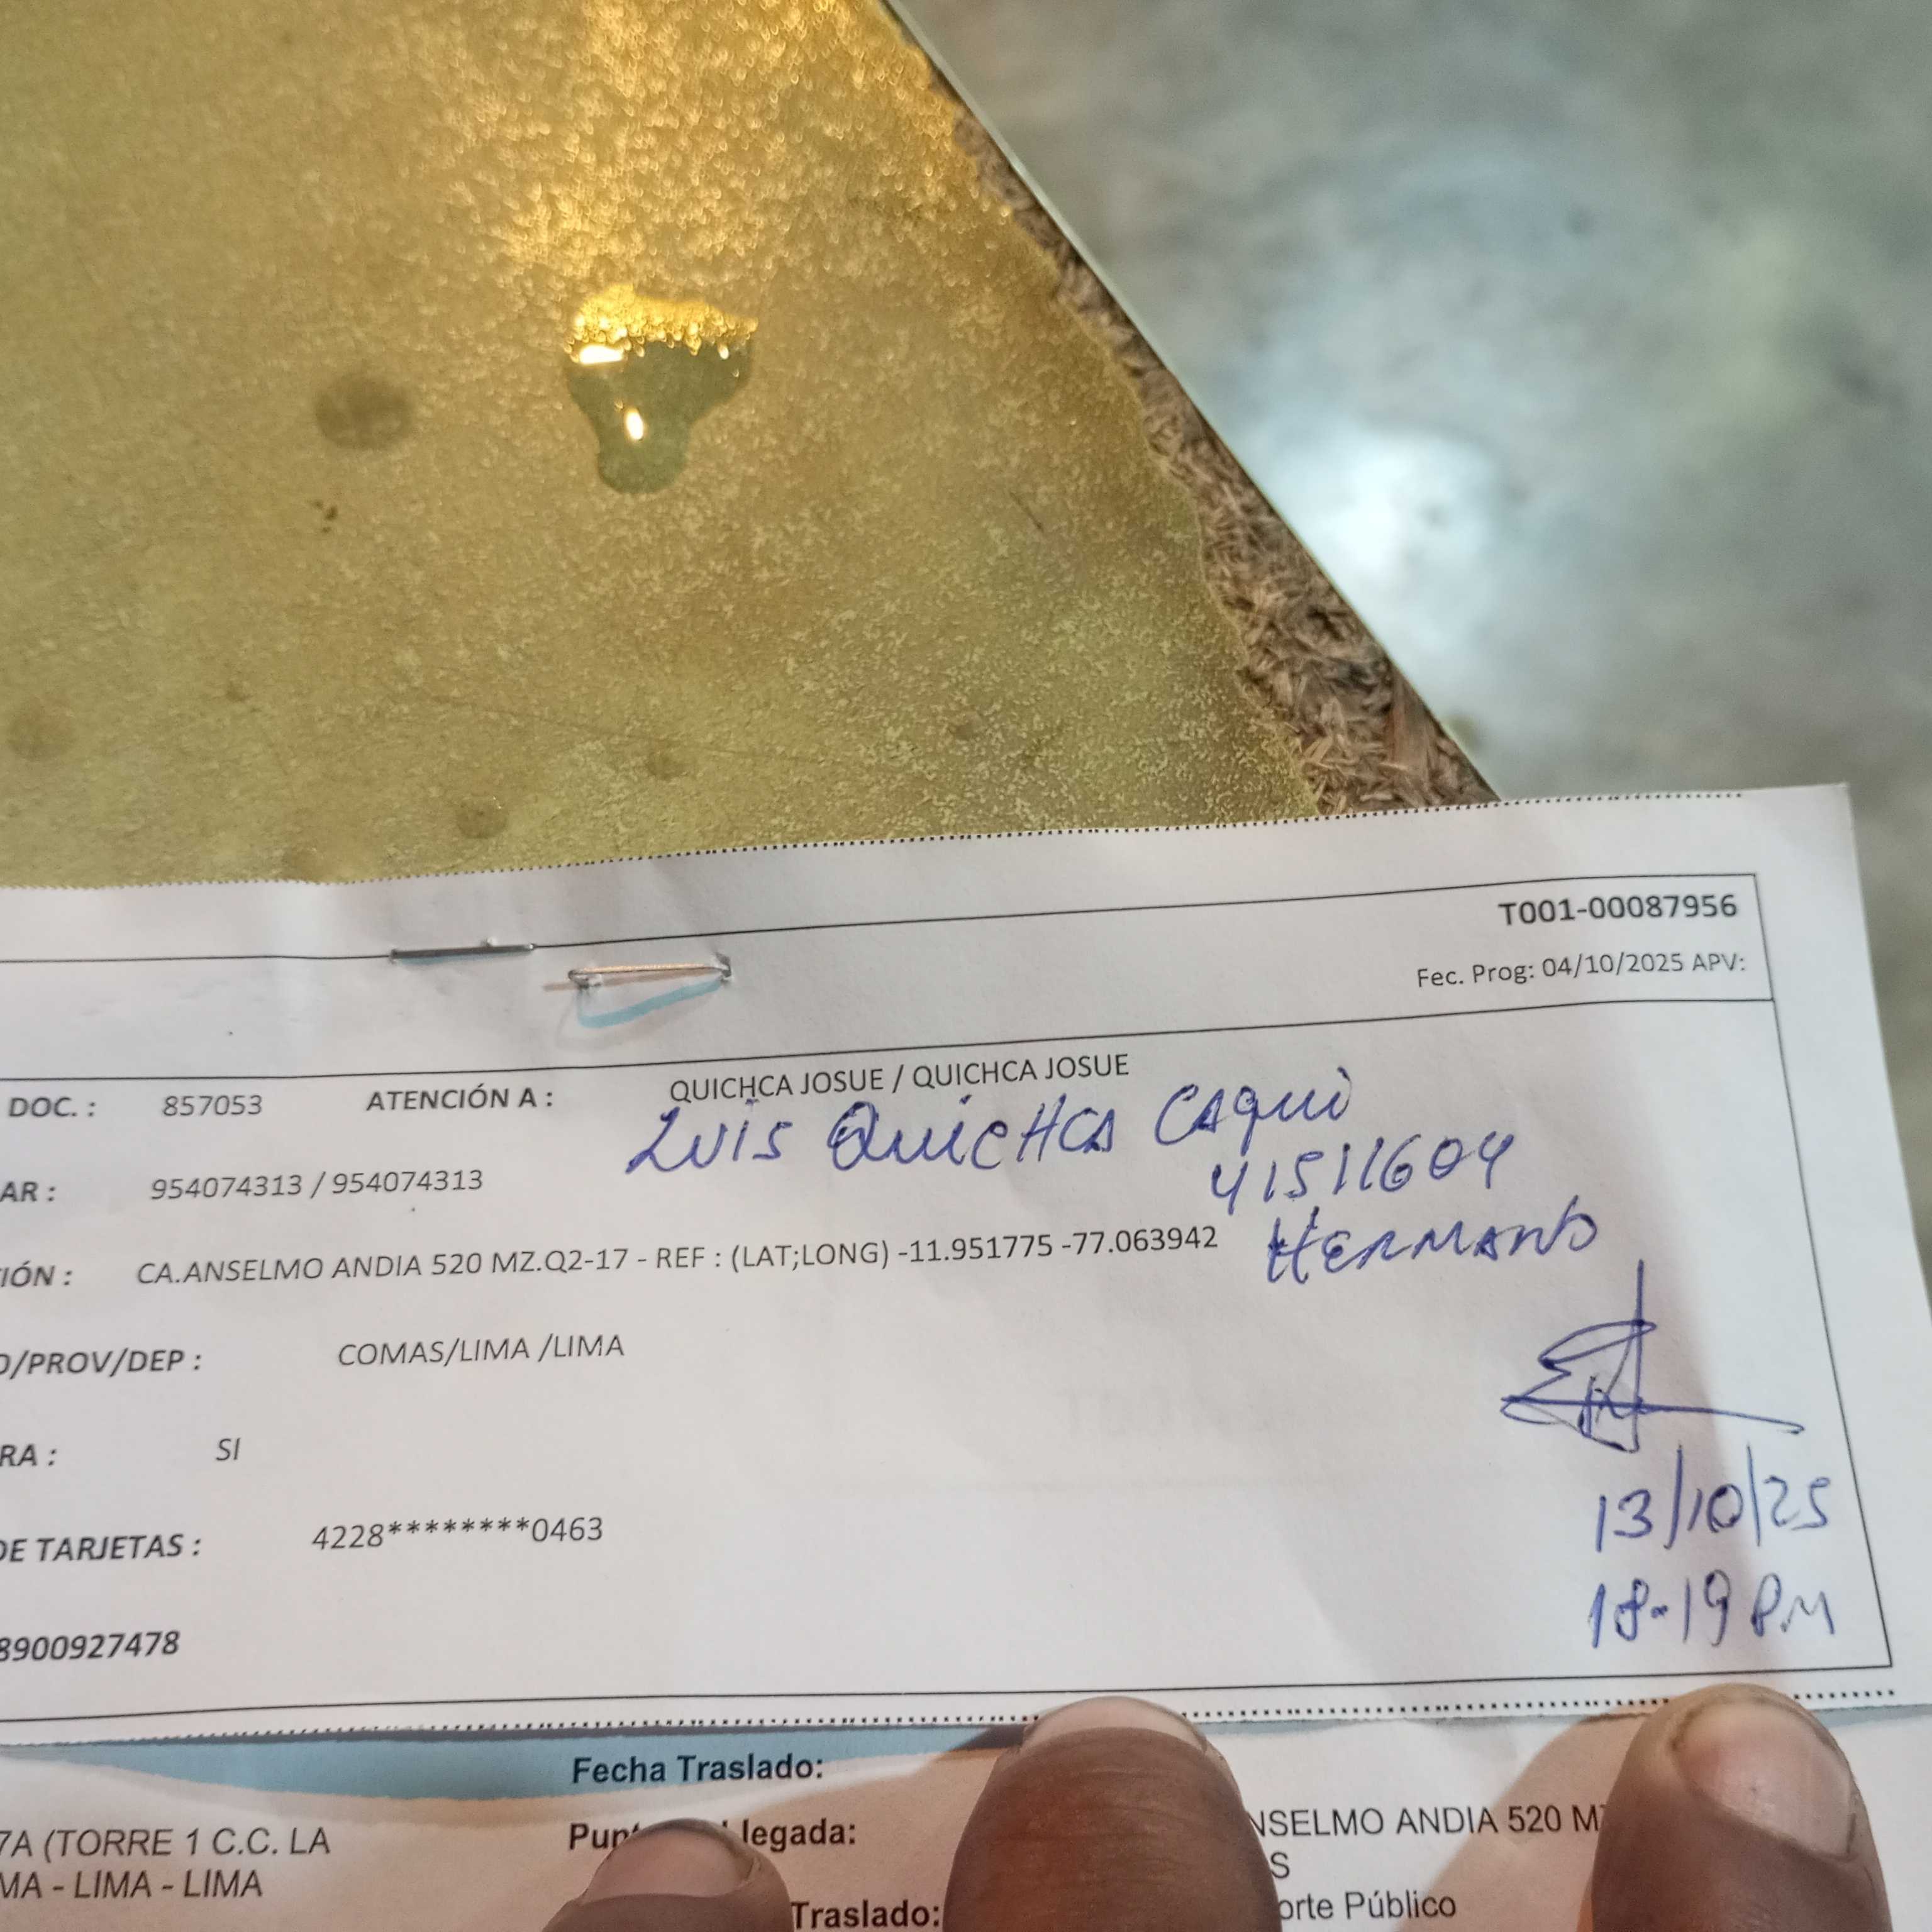 T001-00087956
Fec. Prog: 04/10/2025 APV:
DOC. : 857053 ATENCIÓN A : QUICHCA JOSUE / QUICHCA JOSUE
LUIS QUICHCA CAQUI
AR : 954074313 / 954074313
41511604
IÓN : CA.ANSELMO ANDIA 520 MZ.Q2-17 - REF : (LAT;LONG) -11.951775 -77.063942
HERMANO
O/PROV/DEP : COMAS/LIMA /LIMA
RA : SI
13/10/25
DE TARJETAS : 4228********0463
18-19 PM
8900927478
Fecha Traslado:
7A (TORRE 1 C.C. LA
legada:
NSELMO ANDIA 520 MZ
MA - LIMA - LIMA
S
Traslado:
orte Público